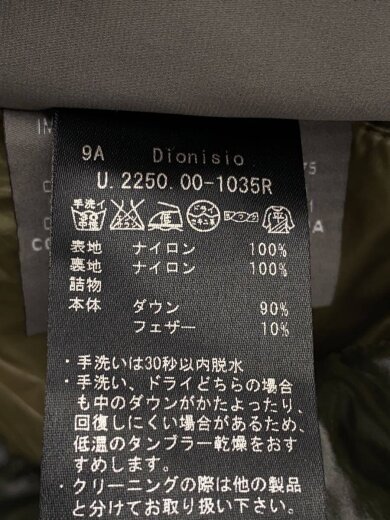 9A Dionisio
U.2250.00-1035R
手洗イ
中性
ドライ
表地 ナイロン 100%
裏地 ナイロン 100%
詰物
本体 ダウン 90%
フェザー 10%
・手洗いは30秒以内脱水
・手洗い、ドライどちらの場合
も中のダウンがかたよったり、
回復しにくい場合があるため、
低温のタンブラー乾燥をおす
すめします。
・クリーニングの際は他の製品
と分けてお取り扱い下さい。